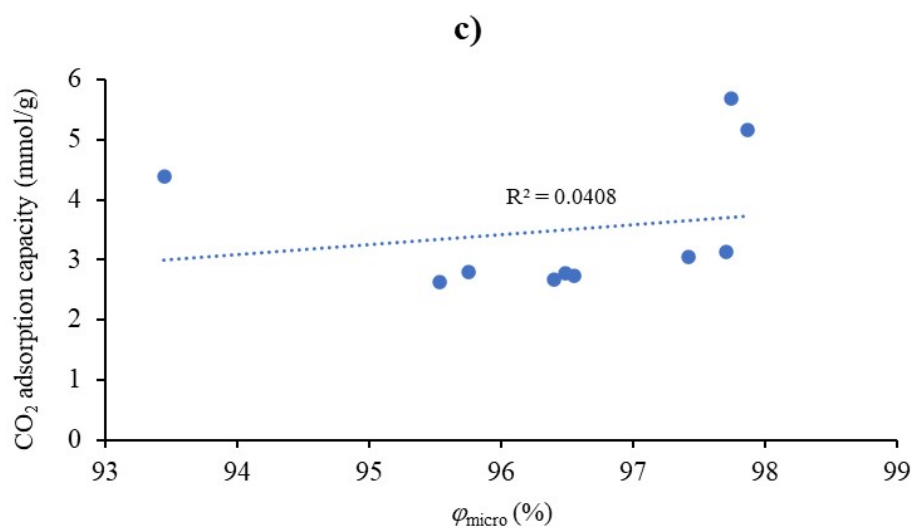 c)
CO₂ adsorption capacity (mmol/g)
6
5
4
3
2
1
0
R² = 0.0408
93 94 95 96 97 98 99
φmicro (%)